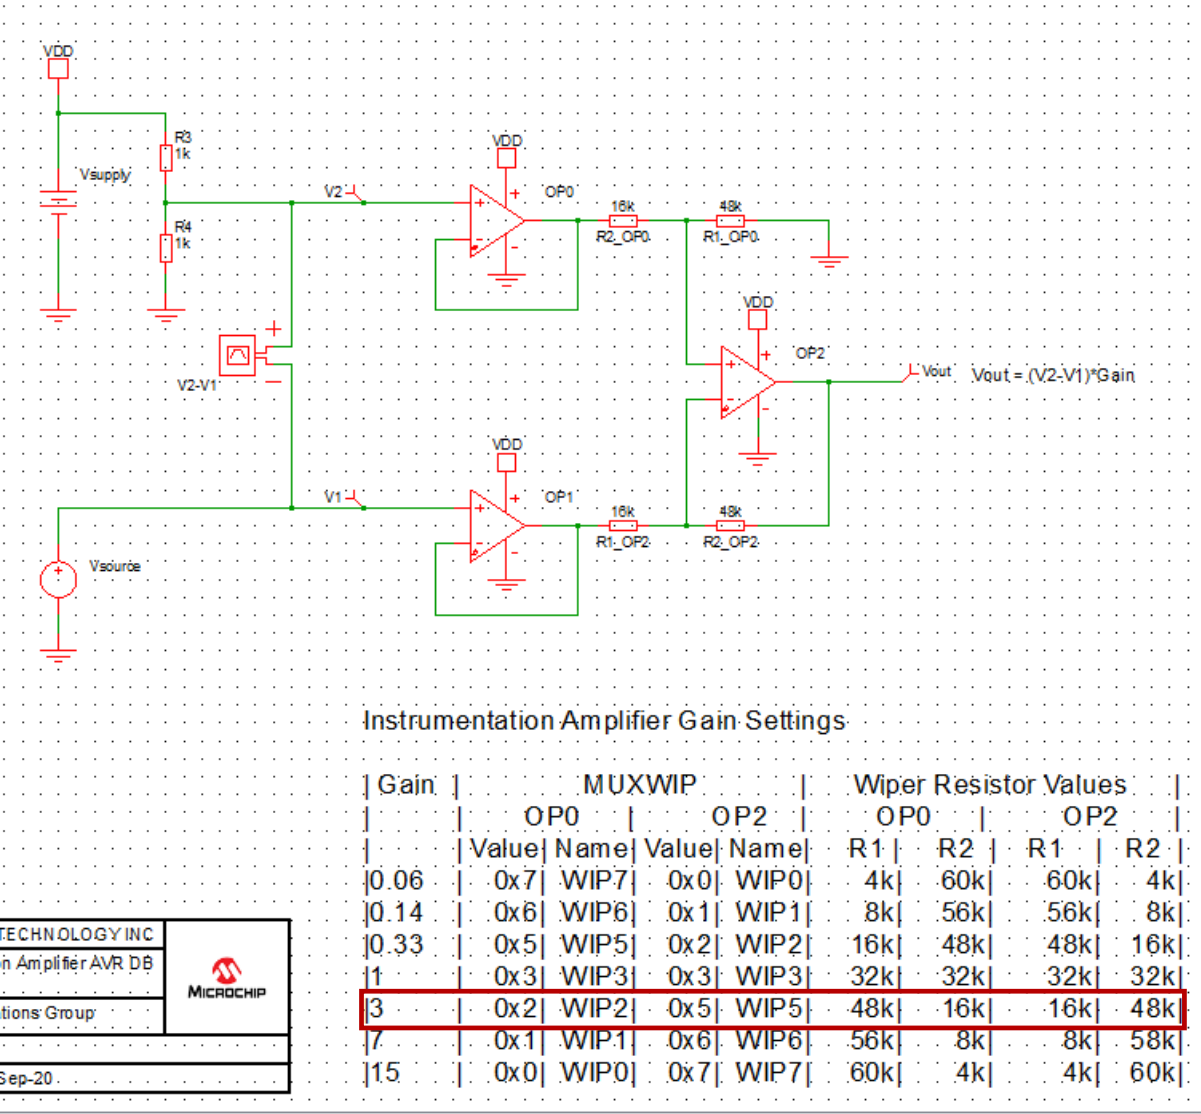 VDD
R3
1k
Vsupply
R4
1k
V2-V1
V2
VDD
OP0
16k
R2_OP0
48k
R1_OP0
VDD
OP2
Vout
Vout = (V2-V1)*Gain
V1
VDD
OP1
16k
R1_OP2
48k
R2_OP2
Vsource
Instrumentation Amplifier Gain Settings
| Gain | MUXWIP | Wiper Resistor Values |
| | OP0 | OP2 | OP0 | OP2 |
| | Value| Name| Value| Name| R1 | R2 | R1 | R2 |
|0.06 | 0x7| WIP7| 0x0| WIP0| 4k| 60k| 60k| 4k|
|0.14 | 0x6| WIP6| 0x1| WIP1| 8k| 56k| 56k| 8k|
|0.33 | 0x5| WIP5| 0x2| WIP2| 16k| 48k| 48k| 16k|
|1 | 0x3| WIP3| 0x3| WIP3| 32k| 32k| 32k| 32k|
|3 | 0x2| WIP2| 0x5| WIP5| 48k| 16k| 16k| 48k|
|7 | 0x1| WIP1| 0x6| WIP6| 56k| 8k| 8k| 58k|
|15 | 0x0| WIP0| 0x7| WIP7| 60k| 4k| 4k| 60k|
TECHNOLOGY INC
n Amplifier AVR DB
tions Group
Sep-20
MICROCHIP